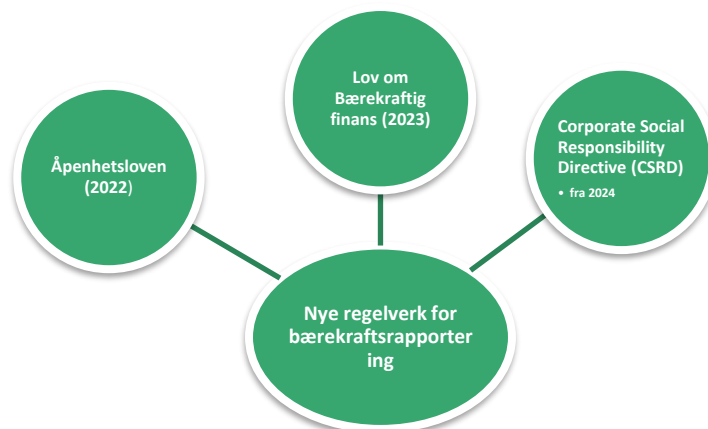 Lov om
Bærekraftig
finans (2023)
Åpenhetsloven
(2022)
Corporate Social
Responsibility
Directive (CSRD)
• fra 2024
Nye regelverk for
bærekraftsrapporter
ing